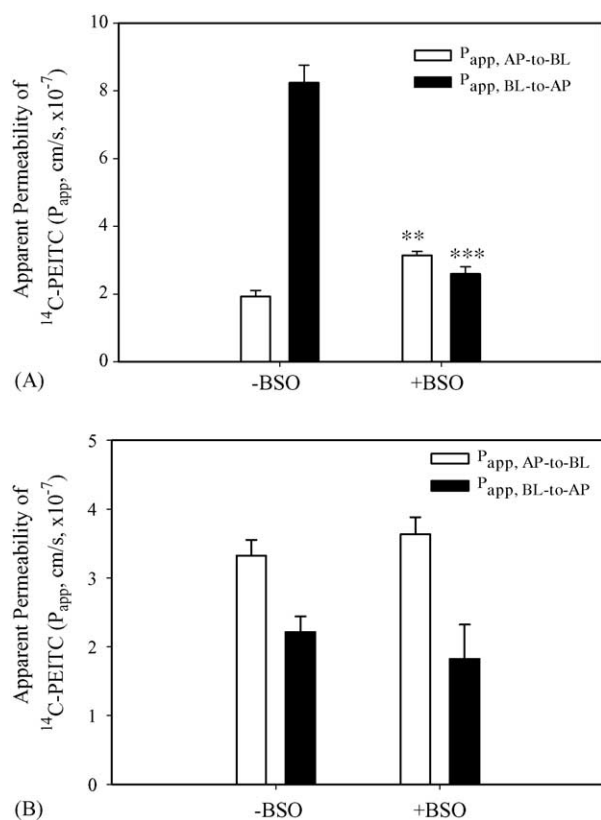 10
8
6
4
2
0
Apparent Permeability of
¹⁴C-PEITC (Papp, cm/s, x10⁻⁷)
Papp, AP-to-BL
Papp, BL-to-AP
**
***
-BSO
+BSO
(A)
5
4
3
2
1
0
Apparent Permeability of
¹⁴C-PEITC (Papp, cm/s, x10⁻⁷)
Papp, AP-to-BL
Papp, BL-to-AP
-BSO
+BSO
(B)